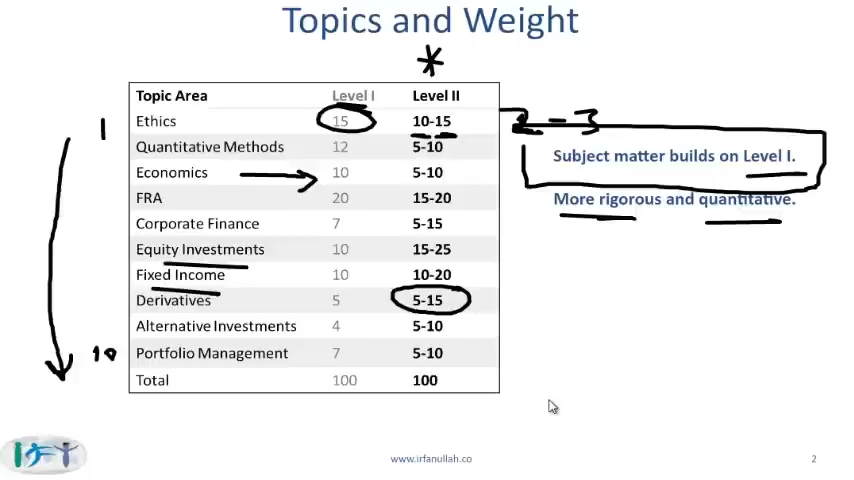 Topics and Weight
*
Topic Area Level I Level II
1 Ethics 15 10-15 2 - 3
Quantitative Methods 12 5-10 Subject matter builds on Level I.
Economics 10 5-10
FRA 20 15-20 More rigorous and quantitative.
Corporate Finance 7 5-15
Equity Investments 10 15-25
Fixed Income 10 10-20
Derivatives 5 5-15
Alternative Investments 4 5-10
10 Portfolio Management 7 5-10
Total 100 100
IFT www.irfanullah.co 2